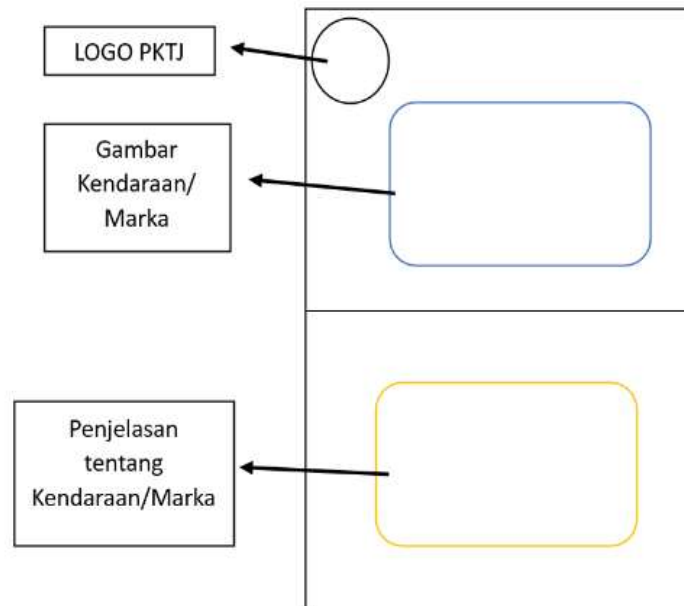 LOGO PKTJ
Gambar
Kendaraan/
Marka
Penjelasan
tentang
Kendaraan/Marka